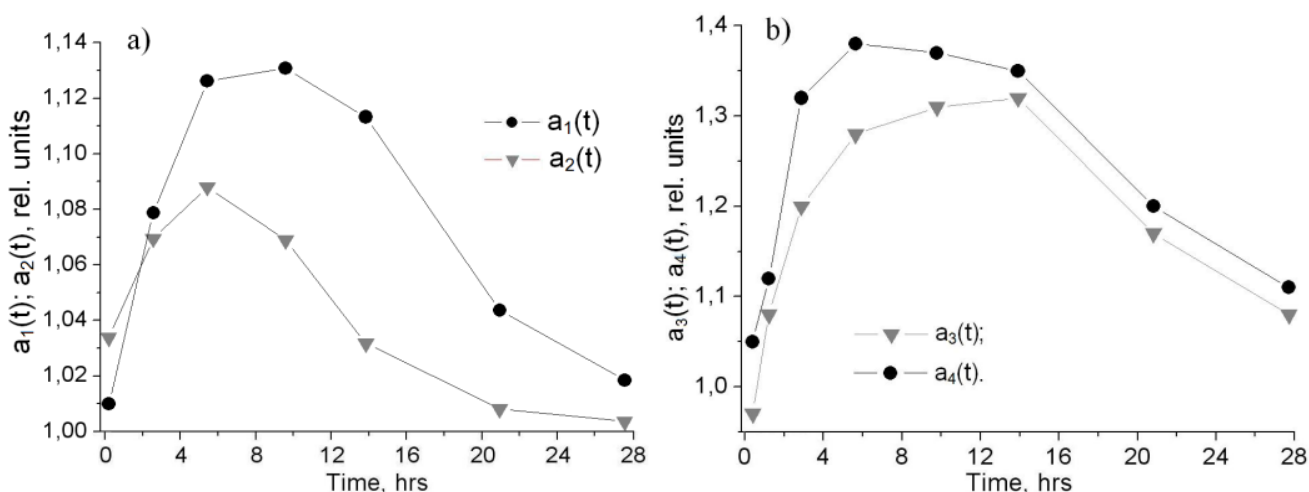 a)
1,14
1,12
1,10
1,08
1,06
1,04
1,02
1,00
a₁(t); a₂(t), rel. units
a₁(t)
a₂(t)
0 4 8 12 16 20 24 28
Time, hrs
b)
1,4
1,3
1,2
1,1
1,0
a₃(t); a₄(t), rel. units
a₃(t);
a₄(t).
0 4 8 12 16 20 24 28
Time, hrs